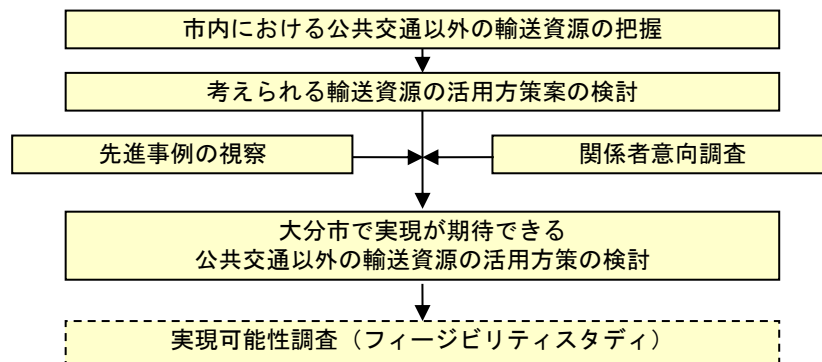 市内における公共交通以外の輸送資源の把握
考えられる輸送資源の活用方策案の検討
先進事例の視察
関係者意向調査
大分市で実現が期待できる
公共交通以外の輸送資源の活用方策の検討
実現可能性調査（フィージビリティスタディ）